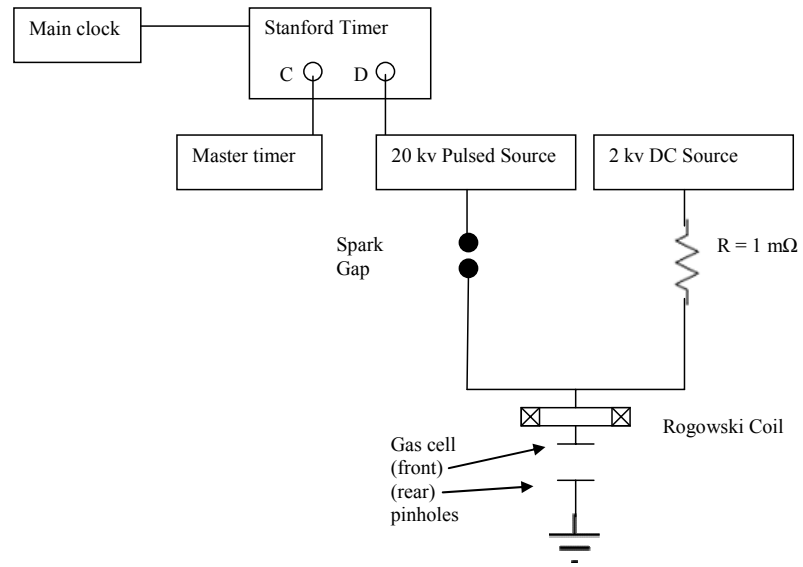 Main clock
Stanford Timer
C
D
Master timer
20 kv Pulsed Source
2 kv DC Source
Spark
Gap
R = 1 mΩ
Rogowski Coil
Gas cell
(front)
(rear)
pinholes